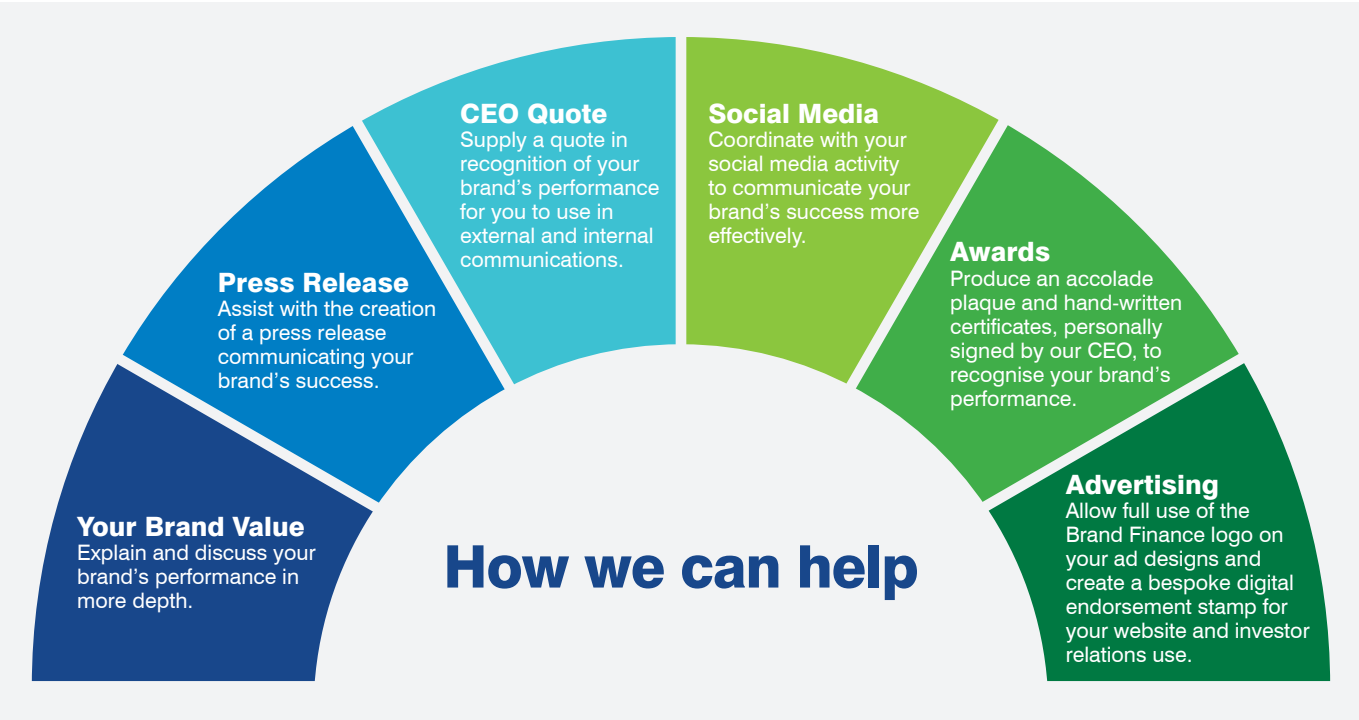 CEO Quote
Supply a quote in
recognition of your
brand's performance
for you to use in
external and internal
communications.
Social Media
Coordinate with your
social media activity
to communicate your
brand's success more
effectively.
Press Release
Assist with the creation
of a press release
communicating your
brand's success.
Awards
Produce an accolade
plaque and hand-written
certificates, personally
signed by our CEO, to
recognise your brand's
performance.
Your Brand Value
Explain and discuss your
brand's performance in
more depth.
How we can help
Advertising
Allow full use of the
Brand Finance logo on
your ad designs and
create a bespoke digital
endorsement stamp for
your website and investor
relations use.